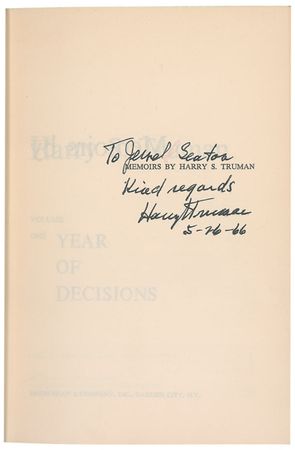 To Jewel Seaton
MEMOIRS BY HARRY S. TRUMAN
Kind regards
Harry Truman
5-26-66
VOLUME
ONE
YEAR
OF
DECISIONS